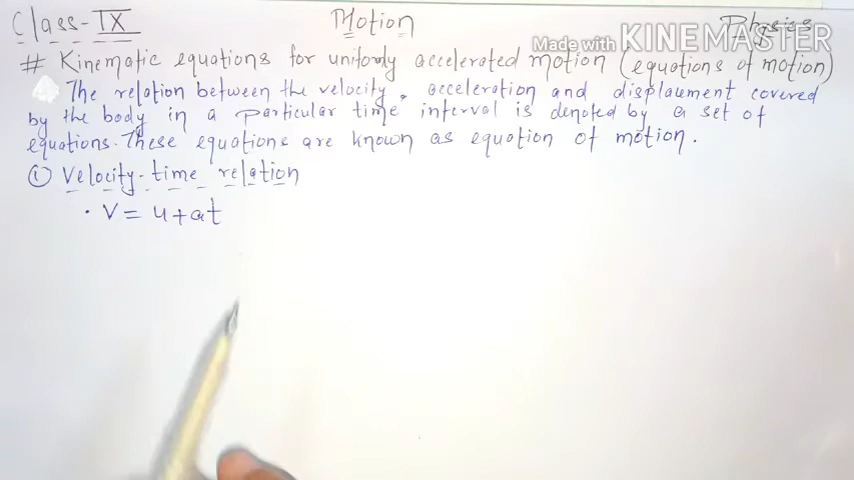 Class-IX Motion Physics
Made with KINEMASTER
# Kinematic equations for uniformly accelerated motion (equations of motion)
The relation between the velocity, acceleration and displacement covered
by the body in a particular time interval is denoted by a set of
equations. These equations are known as equation of motion.
① Velocity-time relation
· V = u+at